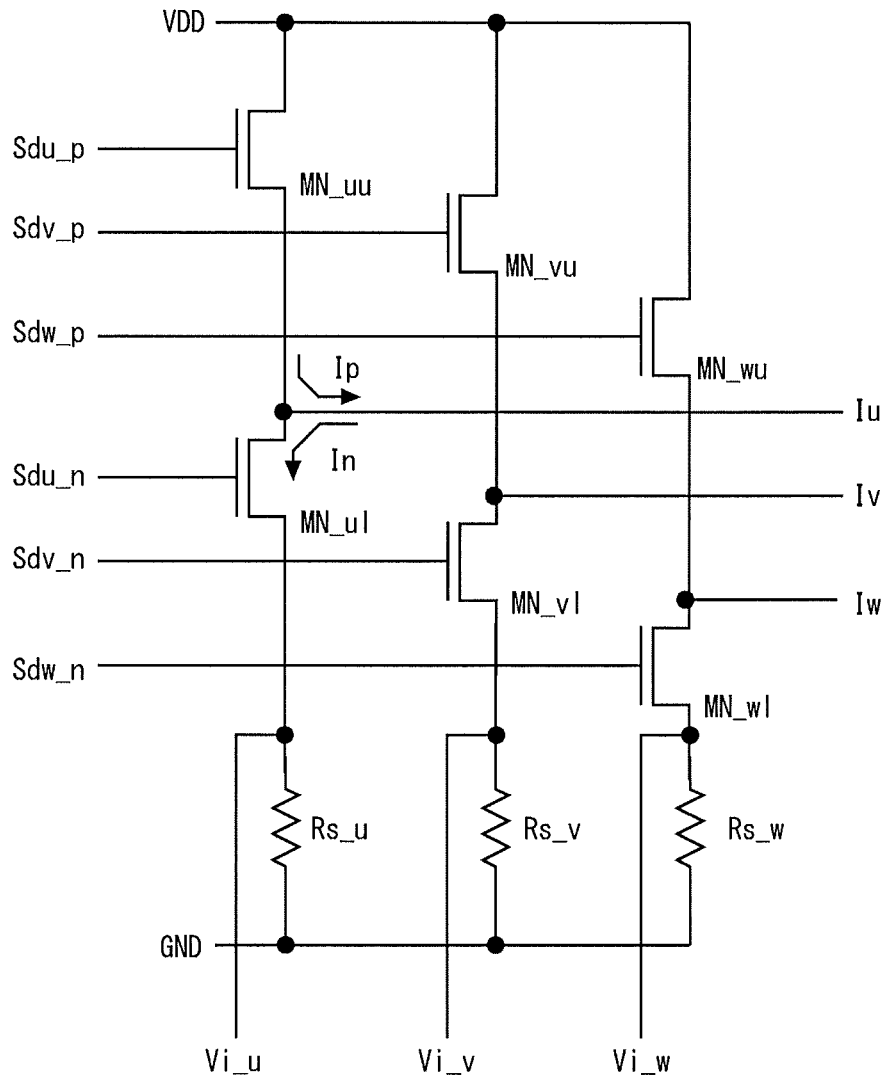 VDD
Sdu_p
MN_uu
Sdv_p
MN_vu
Sdw_p
MN_wu
Ip
Iu
In
Sdu_n
Iv
MN_ul
Sdv_n
MN_vl
Iw
Sdw_n
MN_wl
Rs_u
Rs_v
Rs_w
GND
Vi_u
Vi_v
Vi_w